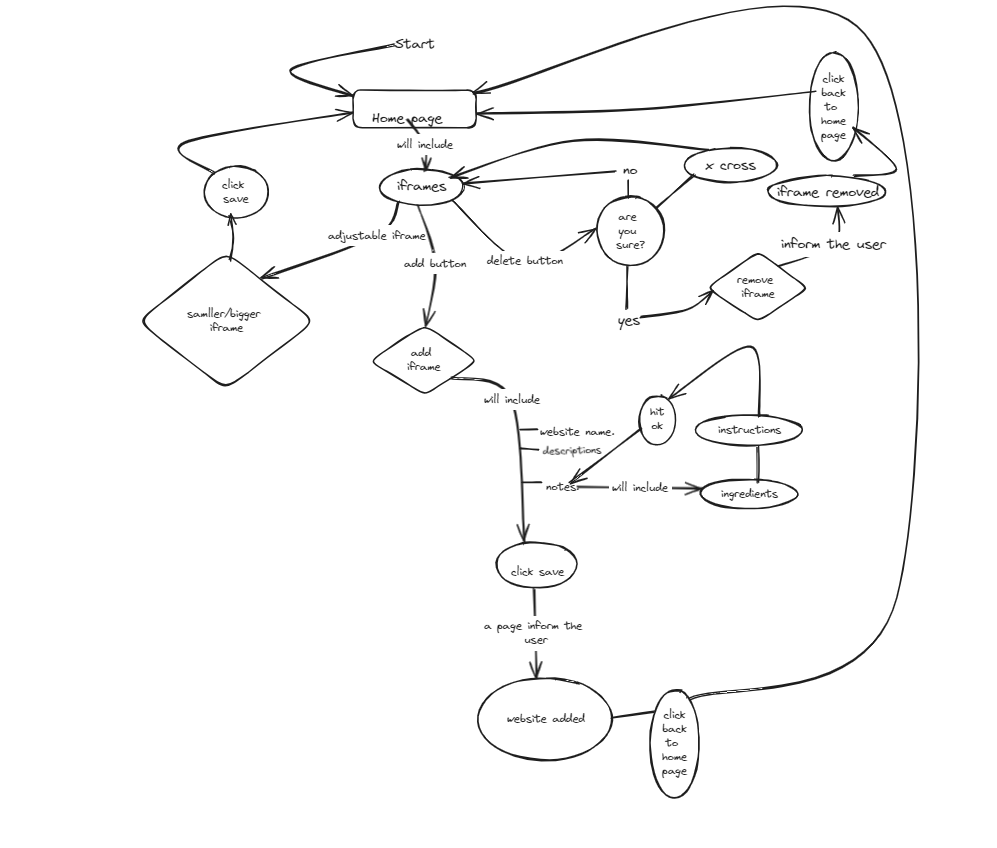 Start
Home page
will include
iframes
click
save
adjustable iframe
samller/bigger
iframe
add button
add
iframe
delete button
are
you
sure?
no
x cross
yes
remove
iframe
inform the user
iframe removed
click
back
to
home
page
will include
website name.
descriptions
notes.
will include
ingredients
instructions
hit
ok
click save
a page inform the
user
website added
click
back
to
home
page